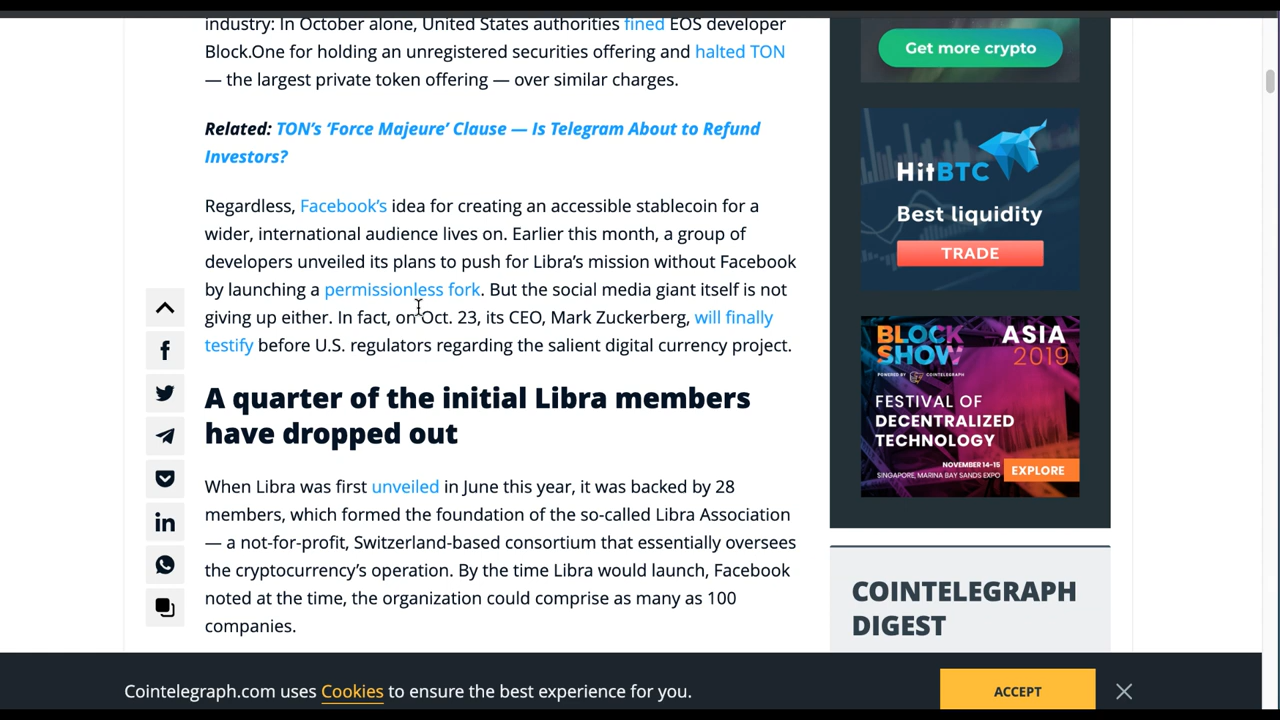 industry: In October alone, United States authorities fined EOS developer
Block.One for holding an unregistered securities offering and halted TON
— the largest private token offering — over similar charges.
Related: TON’s ‘Force Majeure’ Clause — Is Telegram About to Refund
Investors?
Regardless, Facebook’s idea for creating an accessible stablecoin for a
wider, international audience lives on. Earlier this month, a group of
developers unveiled its plans to push for Libra’s mission without Facebook
by launching a permissionless fork. But the social media giant itself is not
giving up either. In fact, on Oct. 23, its CEO, Mark Zuckerberg, will finally
testify before U.S. regulators regarding the salient digital currency project.
A quarter of the initial Libra members
have dropped out
When Libra was first unveiled in June this year, it was backed by 28
members, which formed the foundation of the so-called Libra Association
— a not-for-profit, Switzerland-based consortium that essentially oversees
the cryptocurrency’s operation. By the time Libra would launch, Facebook
noted at the time, the organization could comprise as many as 100
companies.
Get more crypto
HitBTC
Best liquidity
TRADE
BLOCK
SHOW
POWERED BY COINTELEGRAPH
ASIA
2019
FESTIVAL OF
DECENTRALIZED
TECHNOLOGY
NOVEMBER 14-15
SINGAPORE, MARINA BAY SANDS EXPO
EXPLORE
COINTELEGRAPH
DIGEST
Cointelegraph.com uses Cookies to ensure the best experience for you.
ACCEPT